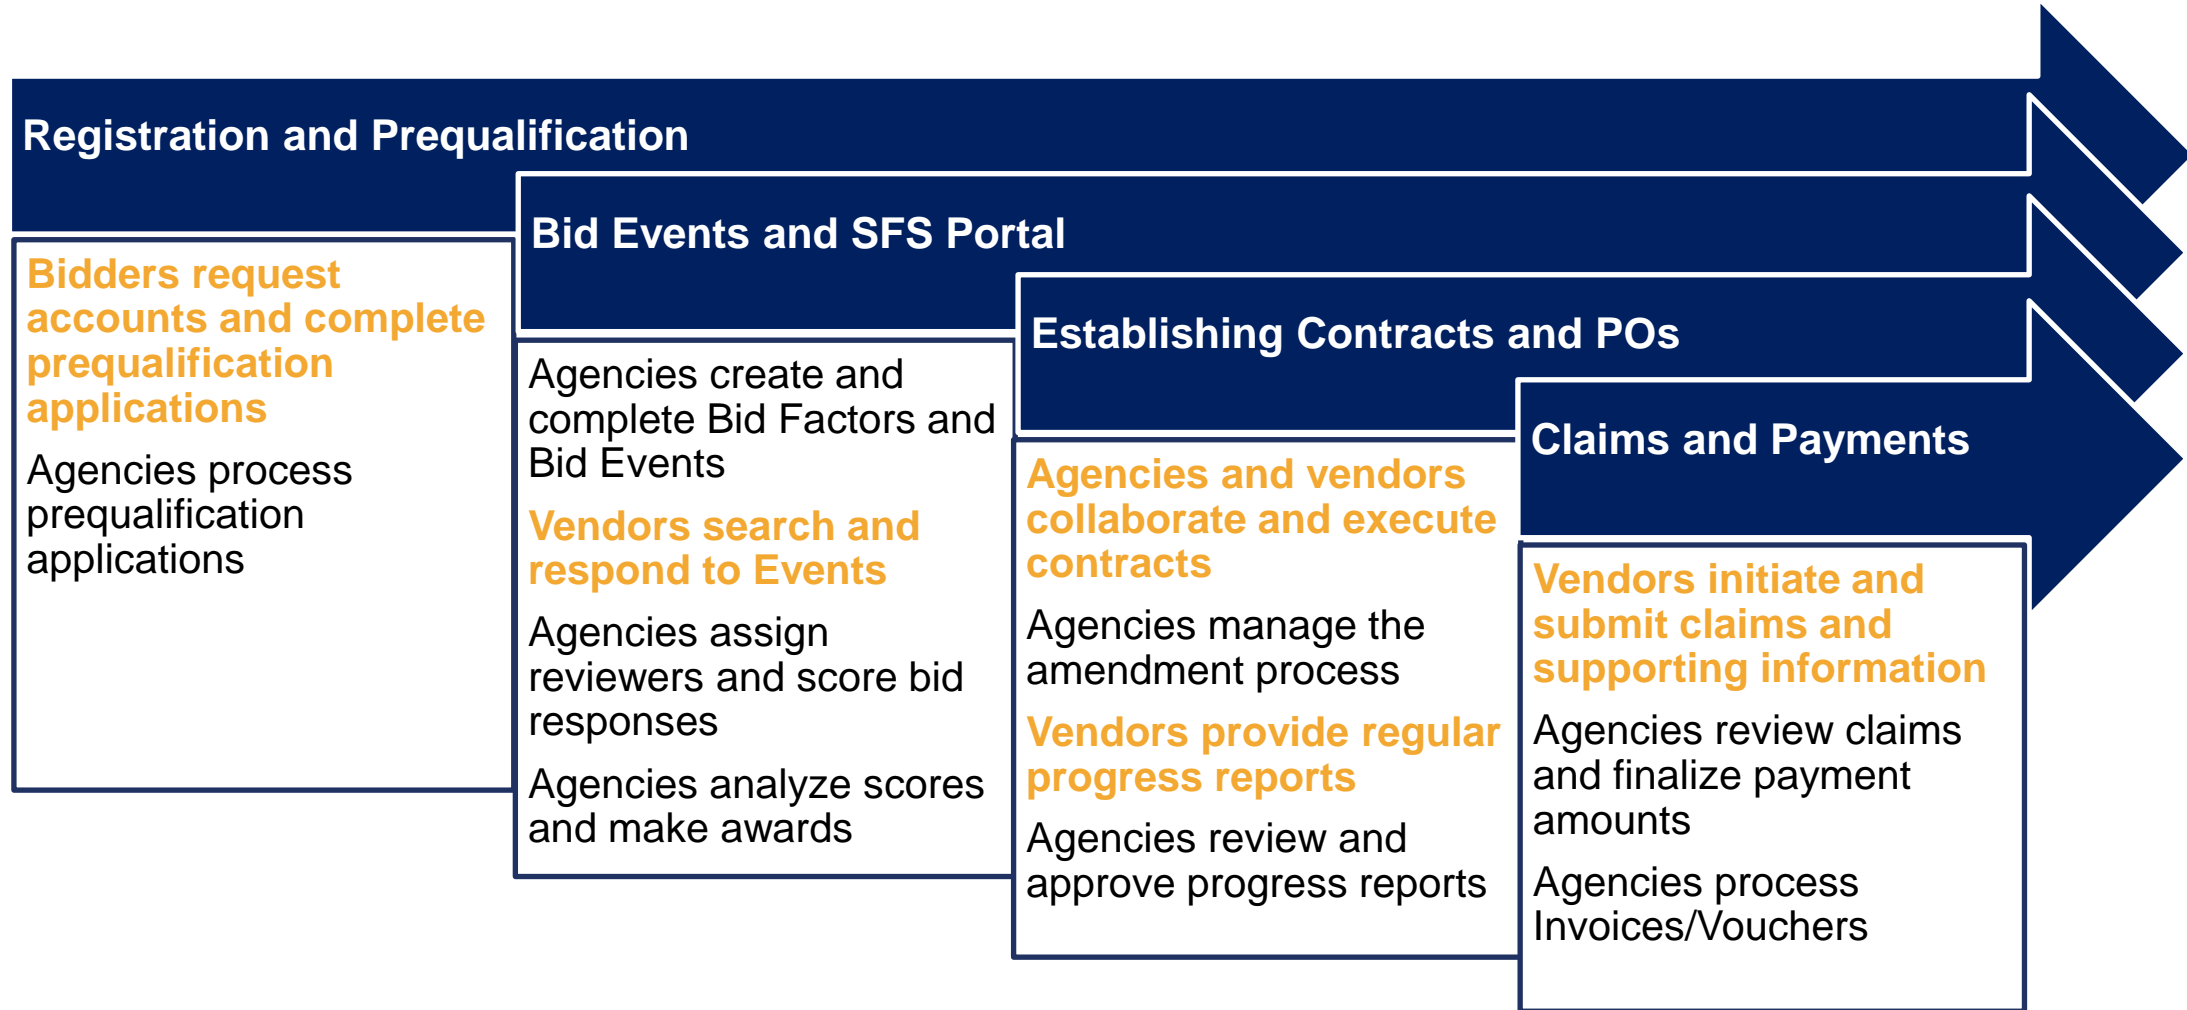 Registration and Prequalification
Bidders request
accounts and complete
prequalification
applications
Agencies process
prequalification
applications
Bid Events and SFS Portal
Agencies create and
complete Bid Factors and
Bid Events
Vendors search and
respond to Events
Agencies assign
reviewers and score bid
responses
Agencies analyze scores
and make awards
Establishing Contracts and POs
Agencies and vendors
collaborate and execute
contracts
Agencies manage the
amendment process
Vendors provide regular
progress reports
Agencies review and
approve progress reports
Claims and Payments
Vendors initiate and
submit claims and
supporting information
Agencies review claims
and finalize payment
amounts
Agencies process
Invoices/Vouchers